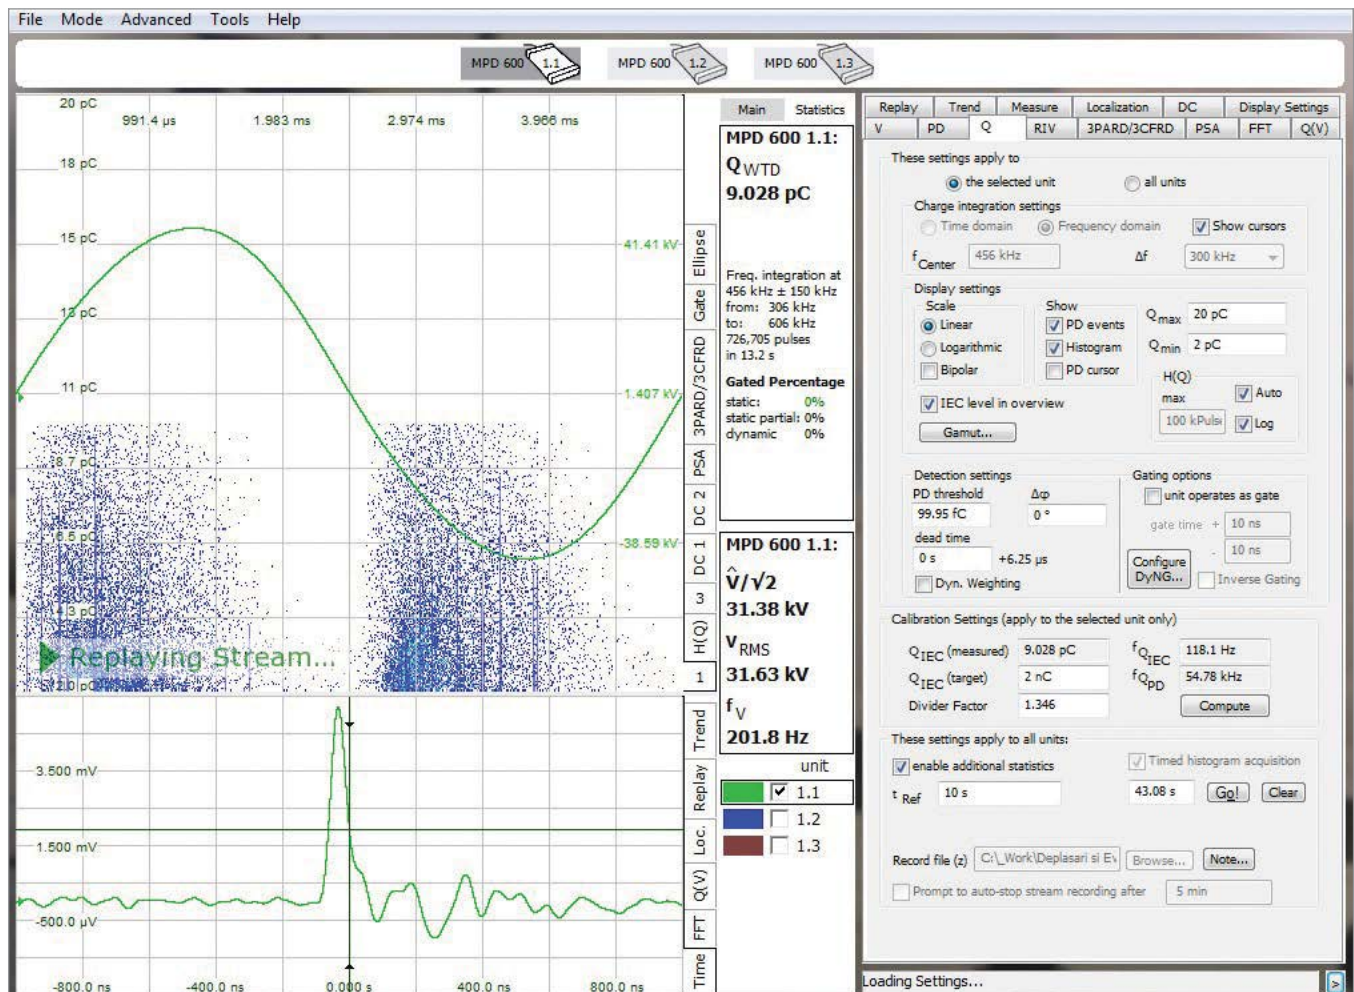 File Mode Advanced Tools Help
MPD 600 1.1 MPD 600 1.2 MPD 600 1.3
20 pC
991.4 µs 1.983 ms 2.974 ms 3.966 ms
18 pC
15 pC
41.41 kV
13 pC
11 pC
1.407 kV
8.7 pC
6.5 pC
-38.59 kV
4.3 pC
Replaying Stream...
2.0 pC
Ellipse
Gate
3PARD/3CFRD
PSA
DC 2
DC 1
3
H(Q)
1
3.500 mV
1.500 mV
-500.0 µV
-800.0 ns -400.0 ns 0.000 s 400.0 ns 800.0 ns
Trend
Replay
Loc.
Q(V)
FFT
Time
Main Statistics
MPD 600 1.1:
Q WTD
9.028 pC
Freq. integration at
456 kHz ± 150 kHz
from: 306 kHz
to: 606 kHz
726,705 pulses
in 13.2 s
Gated Percentage
static: 0%
static partial: 0%
dynamic 0%
MPD 600 1.1:
V̂/√2
31.38 kV
V RMS
31.63 kV
f V
201.8 Hz
unit
1.1
1.2
1.3
Replay Trend Measure Localization DC Display Settings
V PD Q RIV 3PARD/3CFRD PSA FFT Q(V)
These settings apply to
the selected unit all units
Charge integration settings
Time domain Frequency domain Show cursors
f Center 456 kHz Δf 300 kHz
Display settings
Scale
Linear
Logarithmic
Bipolar
Show
PD events
Histogram
PD cursor
Qmax 20 pC
Qmin 2 pC
H(Q)
max Auto
100 kPuls Log
IEC level in overview
Gamut...
Detection settings
PD threshold Δφ
99.95 fC 0 °
dead time
0 s +6.25 µs
Dyn. Weighting
Gating options
unit operates as gate
gate time + 10 ns
- 10 ns
Configure
DyNG...
Inverse Gating
Calibration Settings (apply to the selected unit only)
QIEC (measured) 9.028 pC fQIEC 118.1 Hz
QIEC (target) 2 nC fQPD 54.78 kHz
Divider Factor 1.346 Compute
These settings apply to all units:
enable additional statistics Timed histogram acquisition
t Ref 10 s 43.08 s Go! Clear
Record file (z) C:\_Work\Deplasari si Ev Browse... Note...
Prompt to auto-stop stream recording after 5 min
Loading Settings... >